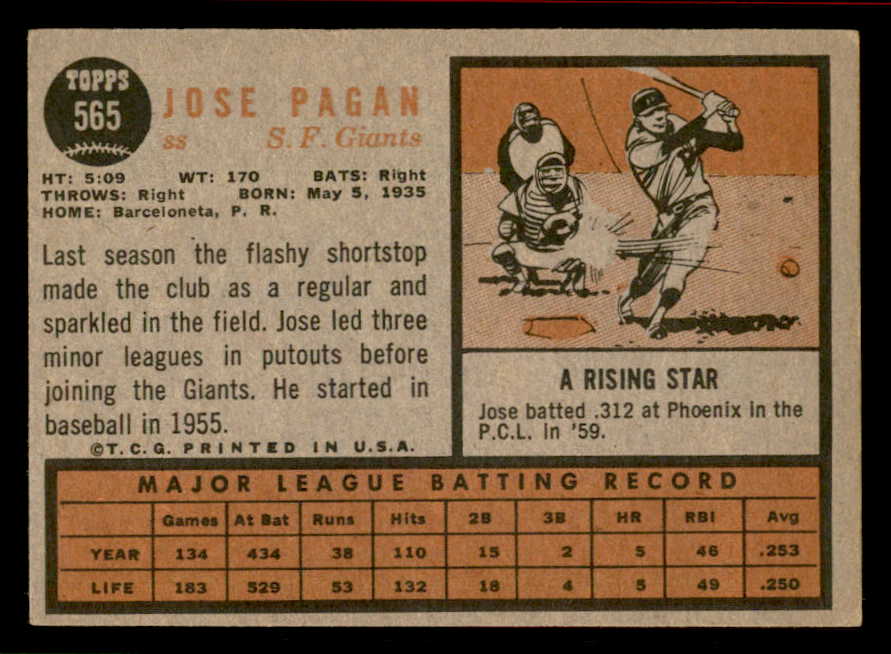 TOPPS
565
JOSE PAGAN
ss S. F. Giants
HT: 5:09 WT: 170 BATS: Right
THROWS: Right BORN: May 5, 1935
HOME: Barceloneta, P. R.
Last season the flashy shortstop
made the club as a regular and
sparkled in the field. Jose led three
minor leagues in putouts before
joining the Giants. He started in
baseball in 1955.
©T. C. G. PRINTED IN U.S.A.
A RISING STAR
Jose batted .312 at Phoenix in the
P.C.L. in '59.
MAJOR LEAGUE BATTING RECORD
Games At Bat Runs Hits 2B 3B HR RBI Avg
YEAR 134 434 38 110 15 2 5 46 .253
LIFE 183 529 53 132 18 4 5 49 .250